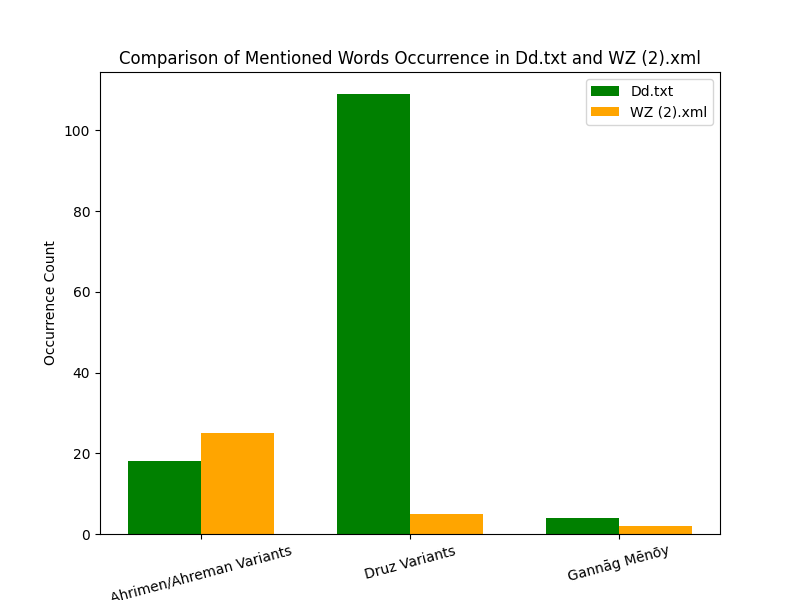 Comparison of Mentioned Words Occurrence in Dd.txt and WZ (2).xml
Dd.txt
WZ (2).xml
Occurrence Count
100
80
60
40
20
0
Ahrimen/Ahreman Variants
Druz Variants
Gannāg Mēnōy